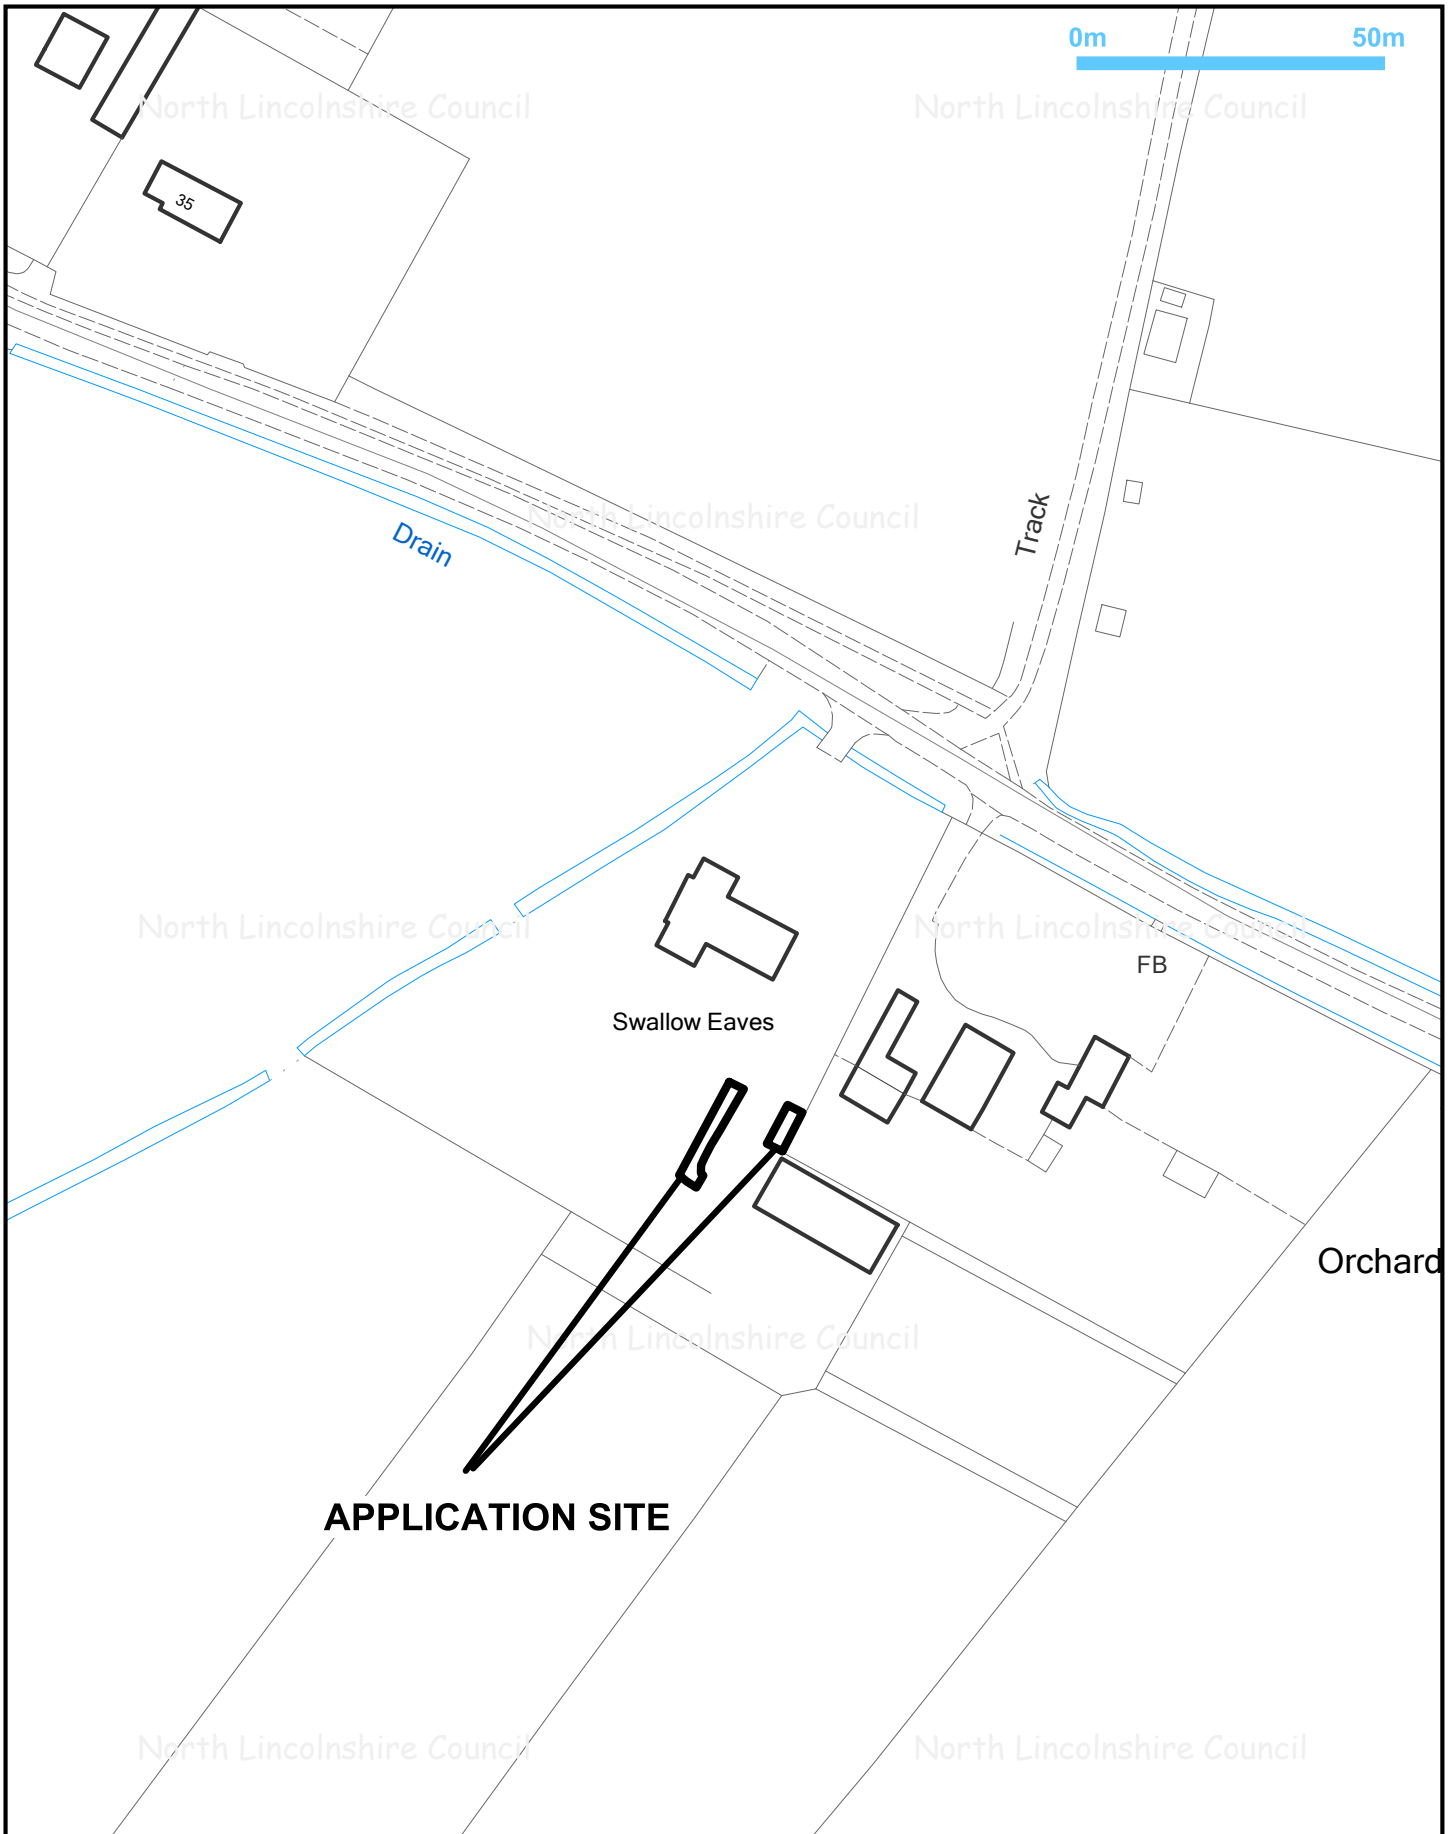 0m 50m
North Lincolnshire Council North Lincolnshire Council
35
Track
North Lincolnshire Council
Drain
North Lincolnshire Council North Lincolnshire Council
FB
Swallow Eaves
Orchard
North Lincolnshire Council
APPLICATION SITE
North Lincolnshire Council North Lincolnshire Council